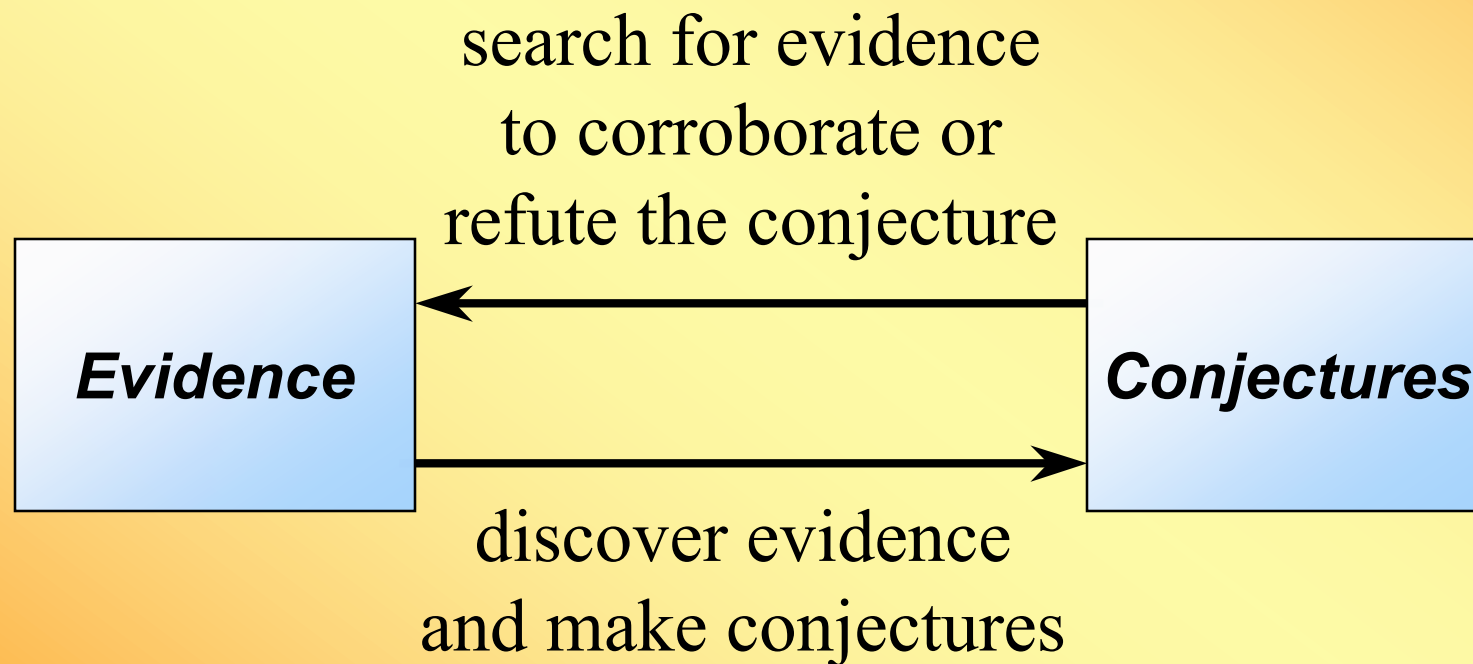 search for evidence
to corroborate or
refute the conjecture
Evidence
Conjectures
discover evidence
and make conjectures